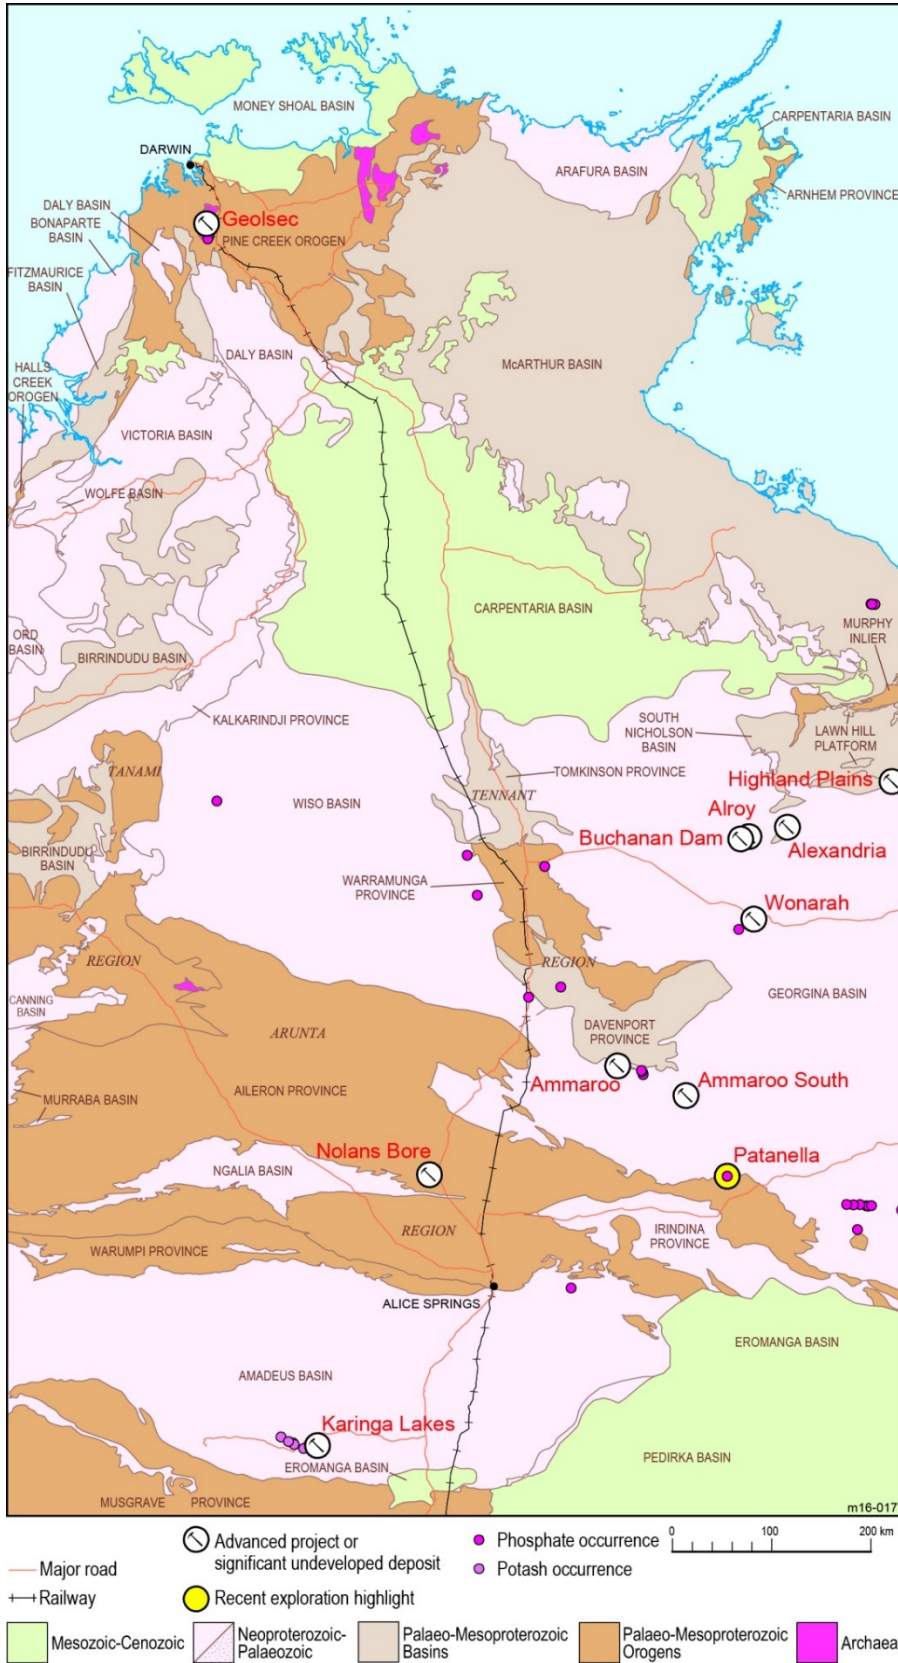 MONEY SHOAL BASIN
CARPENTARIA BASIN
DARWIN
ARAFURA BASIN
ARNHEM PROVINCE
DALY BASIN
BONAPARTE
BASIN
Geolsec
PINE CREEK OROGEN
FITZMAURICE
BASIN
DALY BASIN
McARTHUR BASIN
HALLS
CREEK
OROGEN
VICTORIA BASIN
WOLFE BASIN
CARPENTARIA BASIN
ORD
BASIN
BIRRINDUDU BASIN
MURPHY
INLIER
KALKARINDJI PROVINCE
SOUTH
NICHOLSON
BASIN
LAWN HILL
PLATFORM
TANAMI
TOMKINSON PROVINCE
Highland Plains
WISO BASIN
TENNANT
Alroy
Buchanan Dam
Alexandria
BIRRINDUDU
BASIN
WARRAMUNGA
PROVINCE
Wonarah
REGION
REGION
GEORGINA BASIN
CANNING
BASIN
ARUNTA
DAVENPORT
PROVINCE
Ammaroo
Ammaroo South
AILERON PROVINCE
MURRABA BASIN
Nolans Bore
Patanella
NGALIA BASIN
REGION
IRINDINA
PROVINCE
WARUMPI PROVINCE
ALICE SPRINGS
EROMANGA BASIN
AMADEUS BASIN
Karinga Lakes
EROMANGA BASIN
PEDIRKA BASIN
MUSGRAVE PROVINCE
m16-017
Major road
Railway
Advanced project or
significant undeveloped deposit
Recent exploration highlight
Phosphate occurrence
Potash occurrence
0 100 200 km
Mesozoic-Cenozoic
Neoproterozoic-
Palaeozoic
Palaeo-Mesoproterozoic
Basins
Palaeo-Mesoproterozoic
Orogens
Archaea